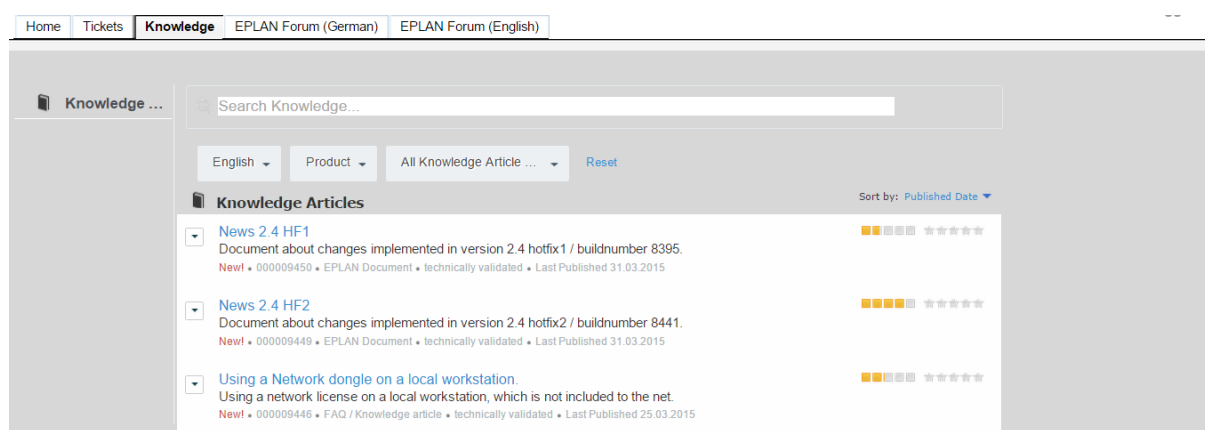 Home Tickets Knowledge EPLAN Forum (German) EPLAN Forum (English)
Knowledge ...
Search Knowledge...
English Product All Knowledge Article ... Reset
Knowledge Articles
Sort by: Published Date
News 2.4 HF1
Document about changes implemented in version 2.4 hotfix1 / buildnumber 8395.
New! • 000009450 • EPLAN Document • technically validated • Last Published 31.03.2015
News 2.4 HF2
Document about changes implemented in version 2.4 hotfix2 / buildnumber 8441.
New! • 000009449 • EPLAN Document • technically validated • Last Published 31.03.2015
Using a Network dongle on a local workstation.
Using a network license on a local workstation, which is not included to the net.
New! • 000009446 • FAQ / Knowledge article • technically validated • Last Published 25.03.2015